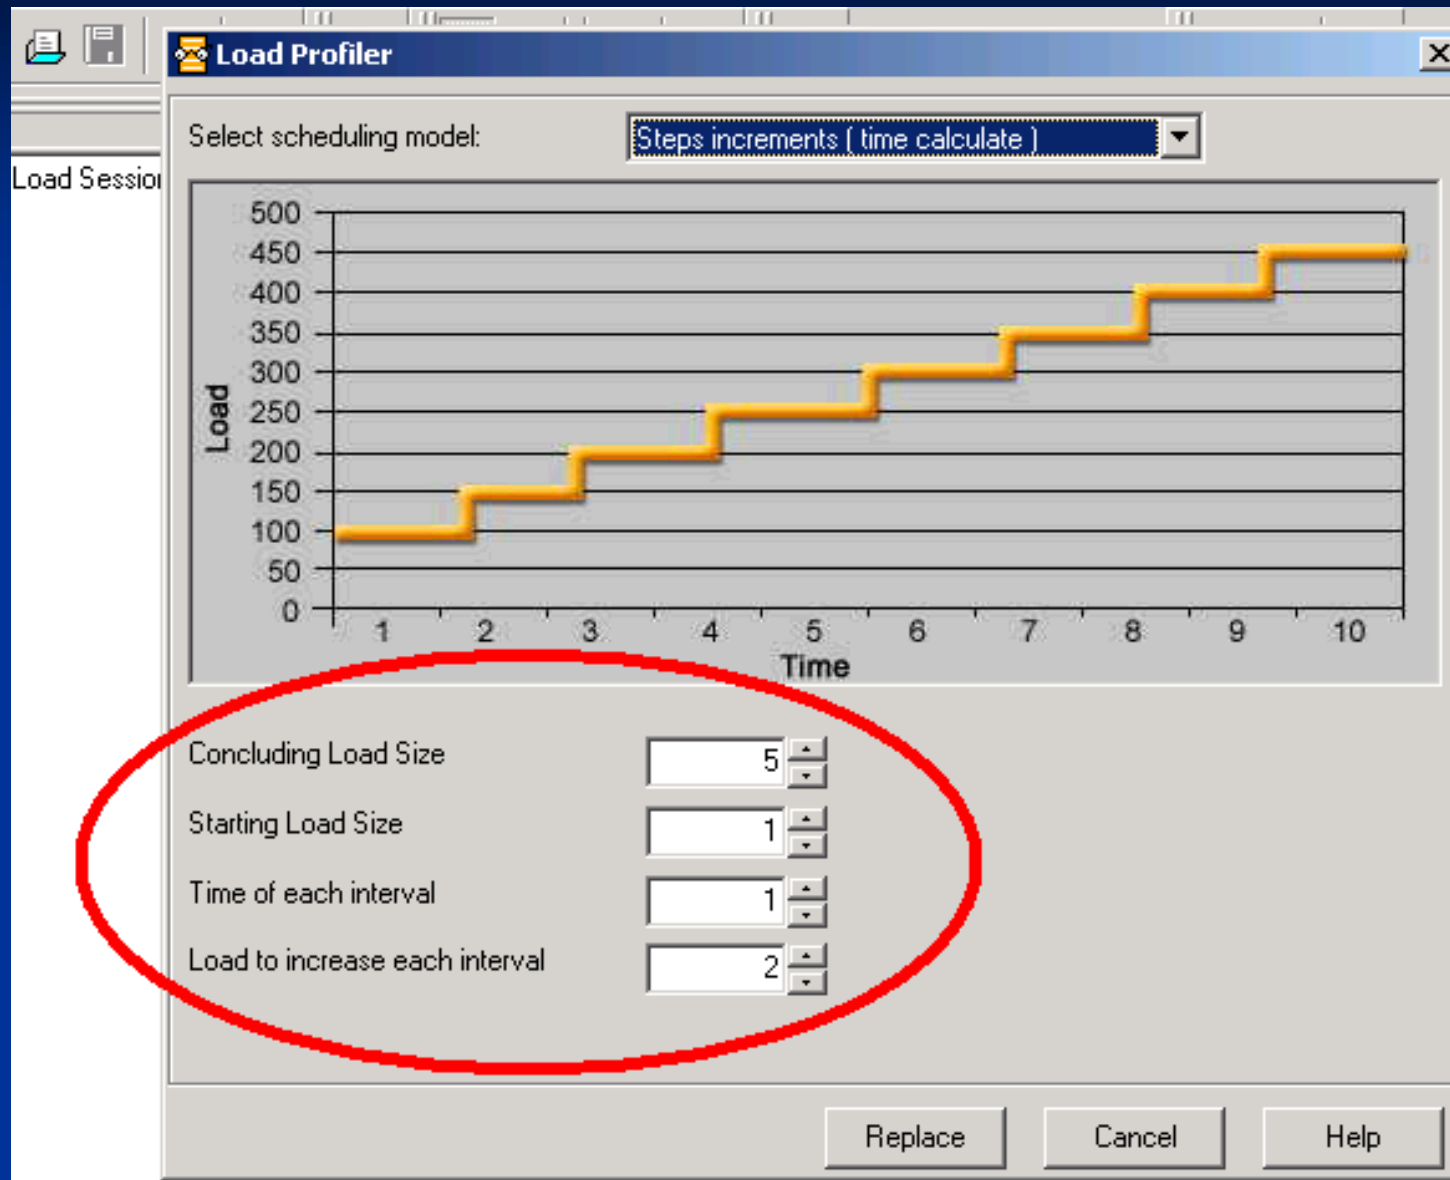 Load Profiler
Select scheduling model: Steps increments ( time calculate )
Load Session
500
450
400
350
300
250
200
150
100
50
0
Load
1 2 3 4 5 6 7 8 9 10
Time
Concluding Load Size 5
Starting Load Size 1
Time of each interval 1
Load to increase each interval 2
Replace Cancel Help